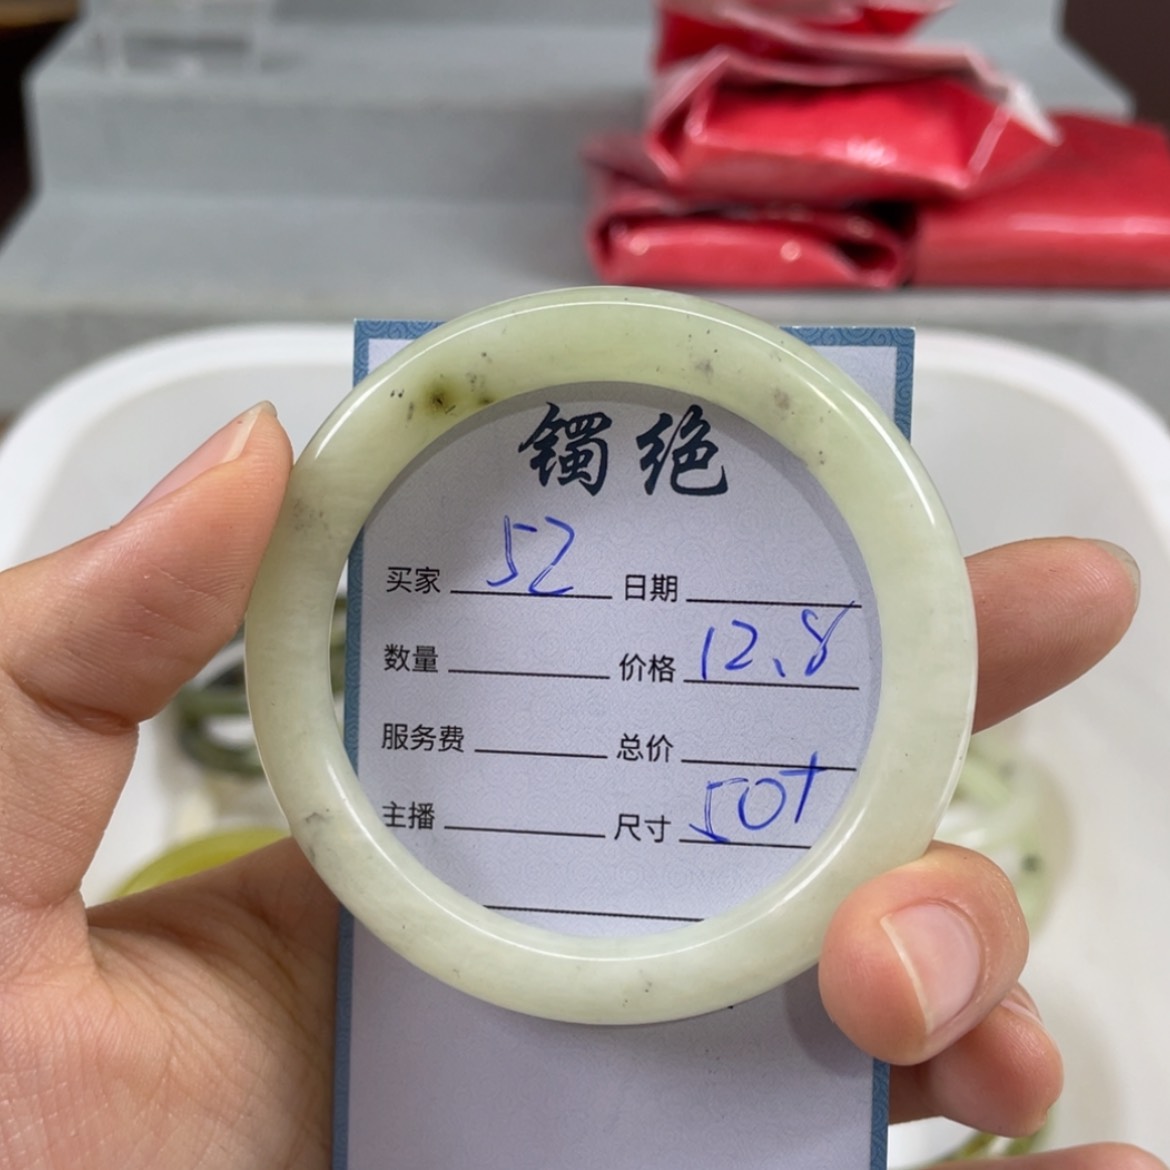 镯绝
买家 52 日期
数量 价格 12.8
服务费 总价
主播 尺寸 50+